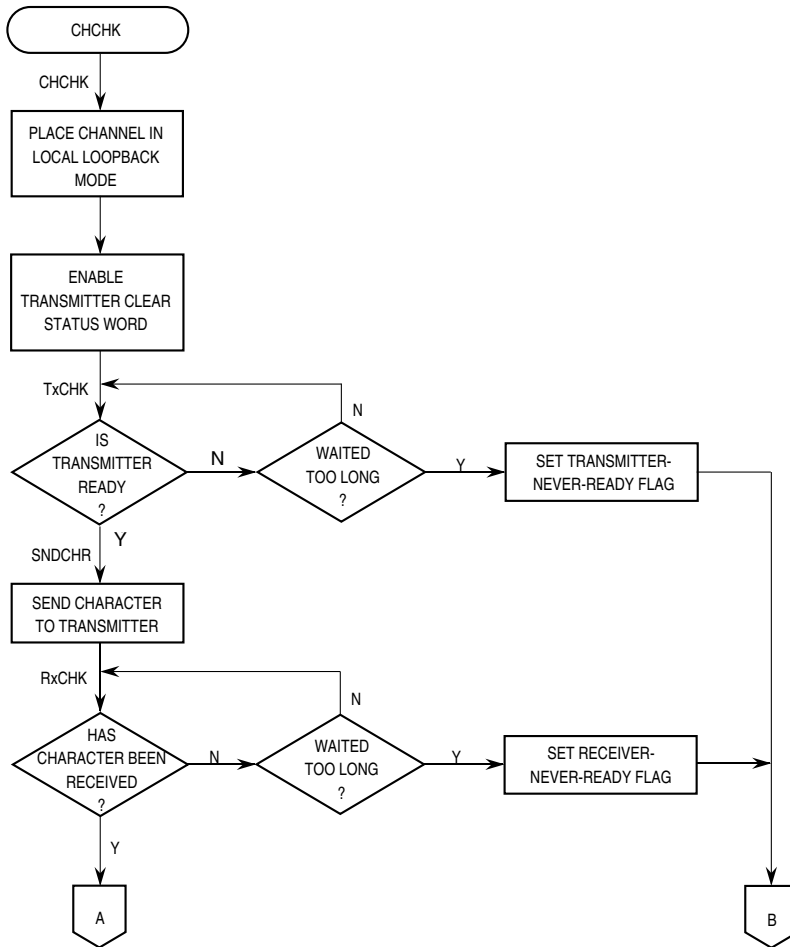 CHCHK
CHCHK
PLACE CHANNEL IN
LOCAL LOOPBACK
MODE
ENABLE
TRANSMITTER CLEAR
STATUS WORD
TxCHK
N
IS
TRANSMITTER
READY
?
N
WAITED
TOO LONG
?
Y
SET TRANSMITTER-
NEVER-READY FLAG
Y
SNDCHR
SEND CHARACTER
TO TRANSMITTER
RxCHK
N
HAS
CHARACTER BEEN
RECEIVED
?
N
WAITED
TOO LONG
?
Y
SET RECEIVER-
NEVER-READY FLAG
Y
A
B